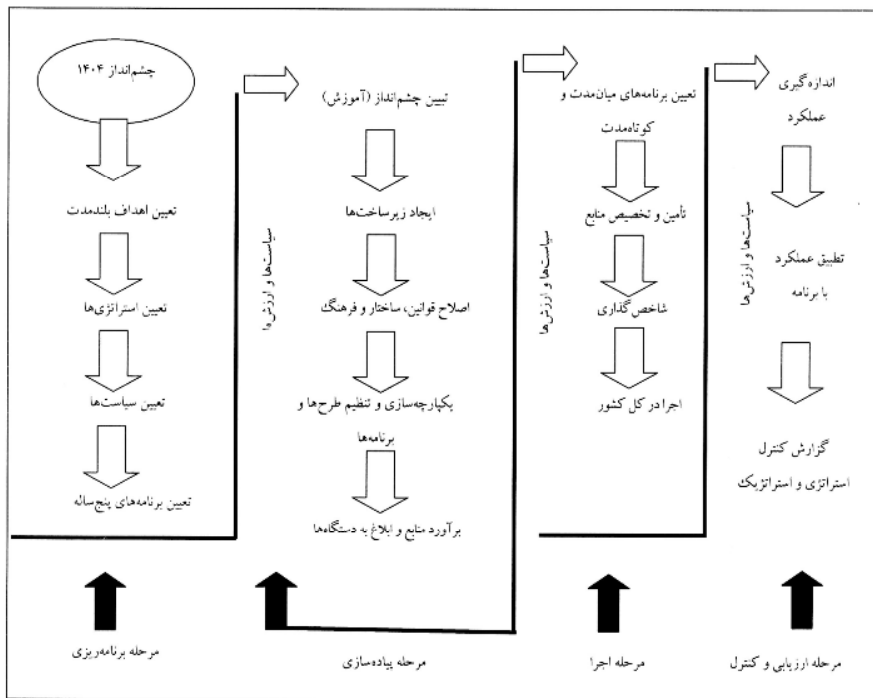 چشم‌انداز ۱۴۰۴
تعیین اهداف بلندمدت
تعیین استراتژی‌ها
تعیین سیاست‌ها
تعیین برنامه‌های پنج‌ساله
مرحله برنامه‌ریزی
تبیین چشم‌انداز (آموزش)
ایجاد زیرساخت‌ها
اصلاح قوانین، ساختار و فرهنگ
یکپارچه‌سازی و تنظیم طرح‌ها و
برنامه‌ها
برآورد منابع و ابلاغ به دستگاه‌ها
سیاست‌ها و ارزش‌ها
مرحله پیاده‌سازی
تعیین برنامه‌های میان‌مدت و
کوتاه‌مدت
تأمین و تخصیص منابع
شاخص‌گذاری
اجرا در کل کشور
سیاست‌ها و ارزش‌ها
مرحله اجرا
اندازه‌گیری
عملکرد
تطبیق عملکرد
با برنامه
گزارش کنترل
استراتژی و استراتژیک
سیاست‌ها و ارزش‌ها
مرحله ارزیابی و کنترل